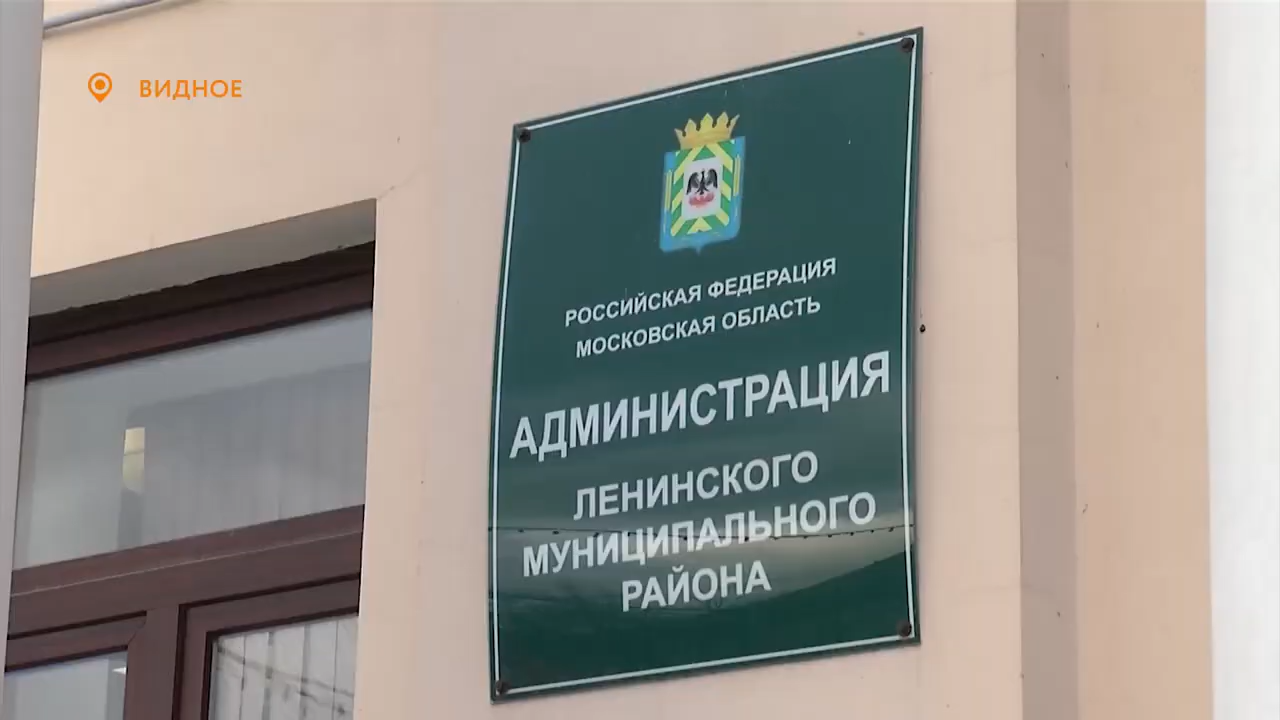 ВИДНОЕ
РОССИЙСКАЯ ФЕДЕРАЦИЯ
МОСКОВСКАЯ ОБЛАСТЬ
АДМИНИСТРАЦИЯ
ЛЕНИНСКОГО
МУНИЦИПАЛЬНОГО
РАЙОНА